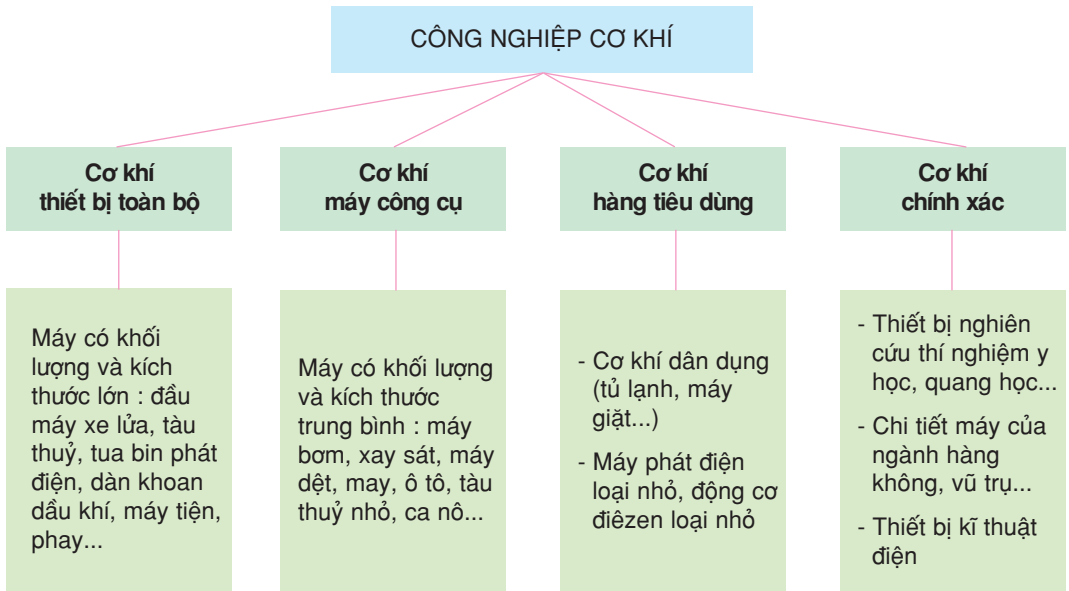 CÔNG NGHIỆP CƠ KHÍ
Cơ khí
thiết bị toàn bộ
Cơ khí
máy công cụ
Cơ khí
hàng tiêu dùng
Cơ khí
chính xác
Máy có khối
lượng và kích
thước lớn : đầu
máy xe lửa, tàu
thuỷ, tua bin phát
điện, dàn khoan
dầu khí, máy tiện,
phay...
Máy có khối lượng
và kích thước
trung bình : máy
bơm, xay sát, máy
dệt, may, ô tô, tàu
thuỷ nhỏ, ca nô...
- Cơ khí dân dụng
(tủ lạnh, máy
giặt...)
- Máy phát điện
loại nhỏ, động cơ
điêzen loại nhỏ
- Thiết bị nghiên
cứu thí nghiệm y
học, quang học...
- Chi tiết máy của
ngành hàng
không, vũ trụ...
- Thiết bị kĩ thuật
điện